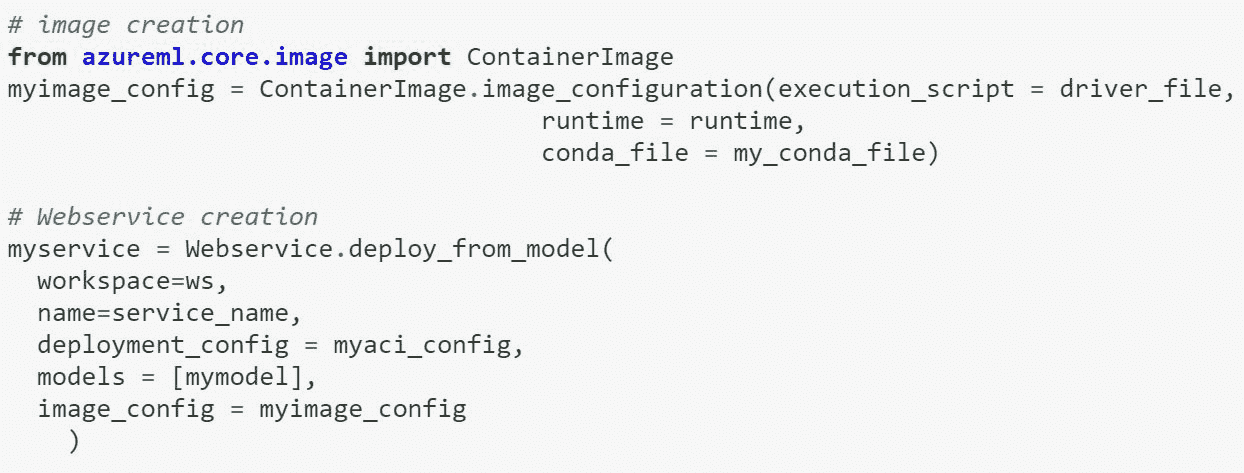 # image creation
from azureml.core.image import ContainerImage
myimage_config = ContainerImage.image_configuration(execution_script = driver_file,
runtime = runtime,
conda_file = my_conda_file)
# Webservice creation
myservice = Webservice.deploy_from_model(
workspace=ws,
name=service_name,
deployment_config = myaci_config,
models = [mymodel],
image_config = myimage_config
)